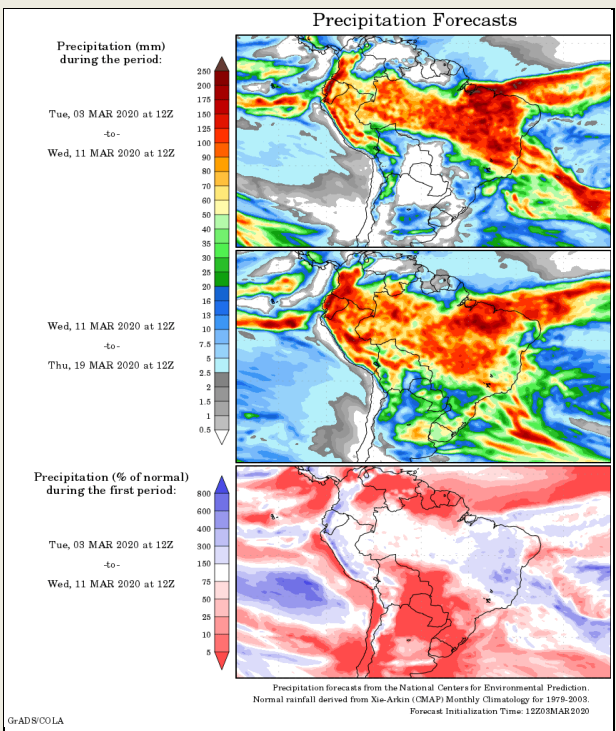 Precipitation Forecasts
Precipitation (mm)
during the period:
Tue, 03 MAR 2020 at 12Z
-to-
Wed, 11 MAR 2020 at 12Z
250
200
175
150
125
100
90
80
70
60
50
40
35
30
25
20
16
13
10
7.5
5
2.5
2
1.5
1
0.5
Wed, 11 MAR 2020 at 12Z
-to-
Thu, 19 MAR 2020 at 12Z
Precipitation (% of normal)
during the first period:
800
600
400
300
150
75
50
25
10
5
Tue, 03 MAR 2020 at 12Z
-to-
Wed, 11 MAR 2020 at 12Z
Precipitation forecasts from the National Centers for Environmental Prediction.
Normal rainfall derived from Xie-Arkin (CMAP) Monthly Climatology for 1979-2003.
Forecast Initialization Time: 12Z03MAR2020
GrADS/COLA